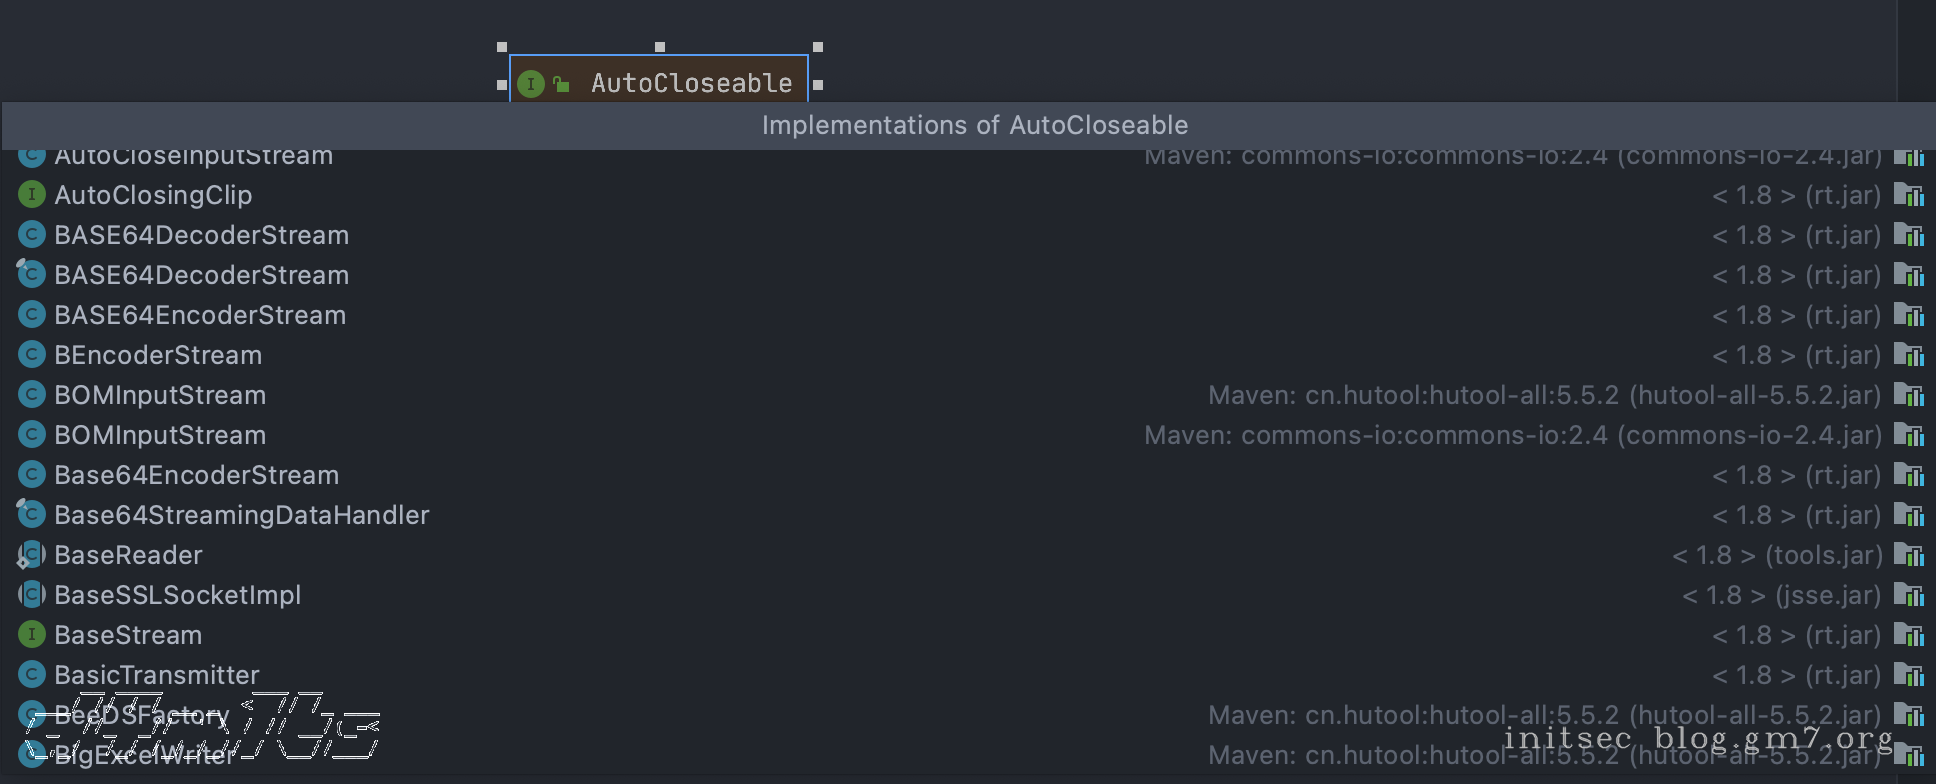 AutoCloseable
Implementations of AutoCloseable
AutoCloseInputStream Maven: commons-io:commons-io:2.4 (commons-io-2.4.jar)
AutoClosingClip < 1.8 > (rt.jar)
BASE64DecoderStream < 1.8 > (rt.jar)
BASE64DecoderStream < 1.8 > (rt.jar)
BASE64EncoderStream < 1.8 > (rt.jar)
BEncoderStream < 1.8 > (rt.jar)
BOMInputStream Maven: cn.hutool:hutool-all:5.5.2 (hutool-all-5.5.2.jar)
BOMInputStream Maven: commons-io:commons-io:2.4 (commons-io-2.4.jar)
Base64EncoderStream < 1.8 > (rt.jar)
Base64StreamingDataHandler < 1.8 > (rt.jar)
BaseReader < 1.8 > (tools.jar)
BaseSSLSocketImpl < 1.8 > (jsse.jar)
BaseStream < 1.8 > (rt.jar)
BasicTransmitter < 1.8 > (rt.jar)
BeeDSFactory Maven: cn.hutool:hutool-all:5.5.2 (hutool-all-5.5.2.jar)
BigExcelWriter Maven: cn.hutool:hutool-all:5.5.2 (hutool-all-5.5.2.jar)
initsec blog.gm7.org